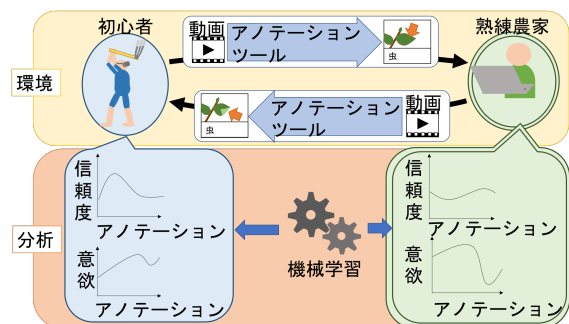 初心者
動画
アノテーション
ツール
虫
熟練農家
環境
虫
アノテーション
ツール
動画
信頼度
アノテーション
意欲
アノテーション
分析
機械学習
信頼度
アノテーション
意欲
アノテーション